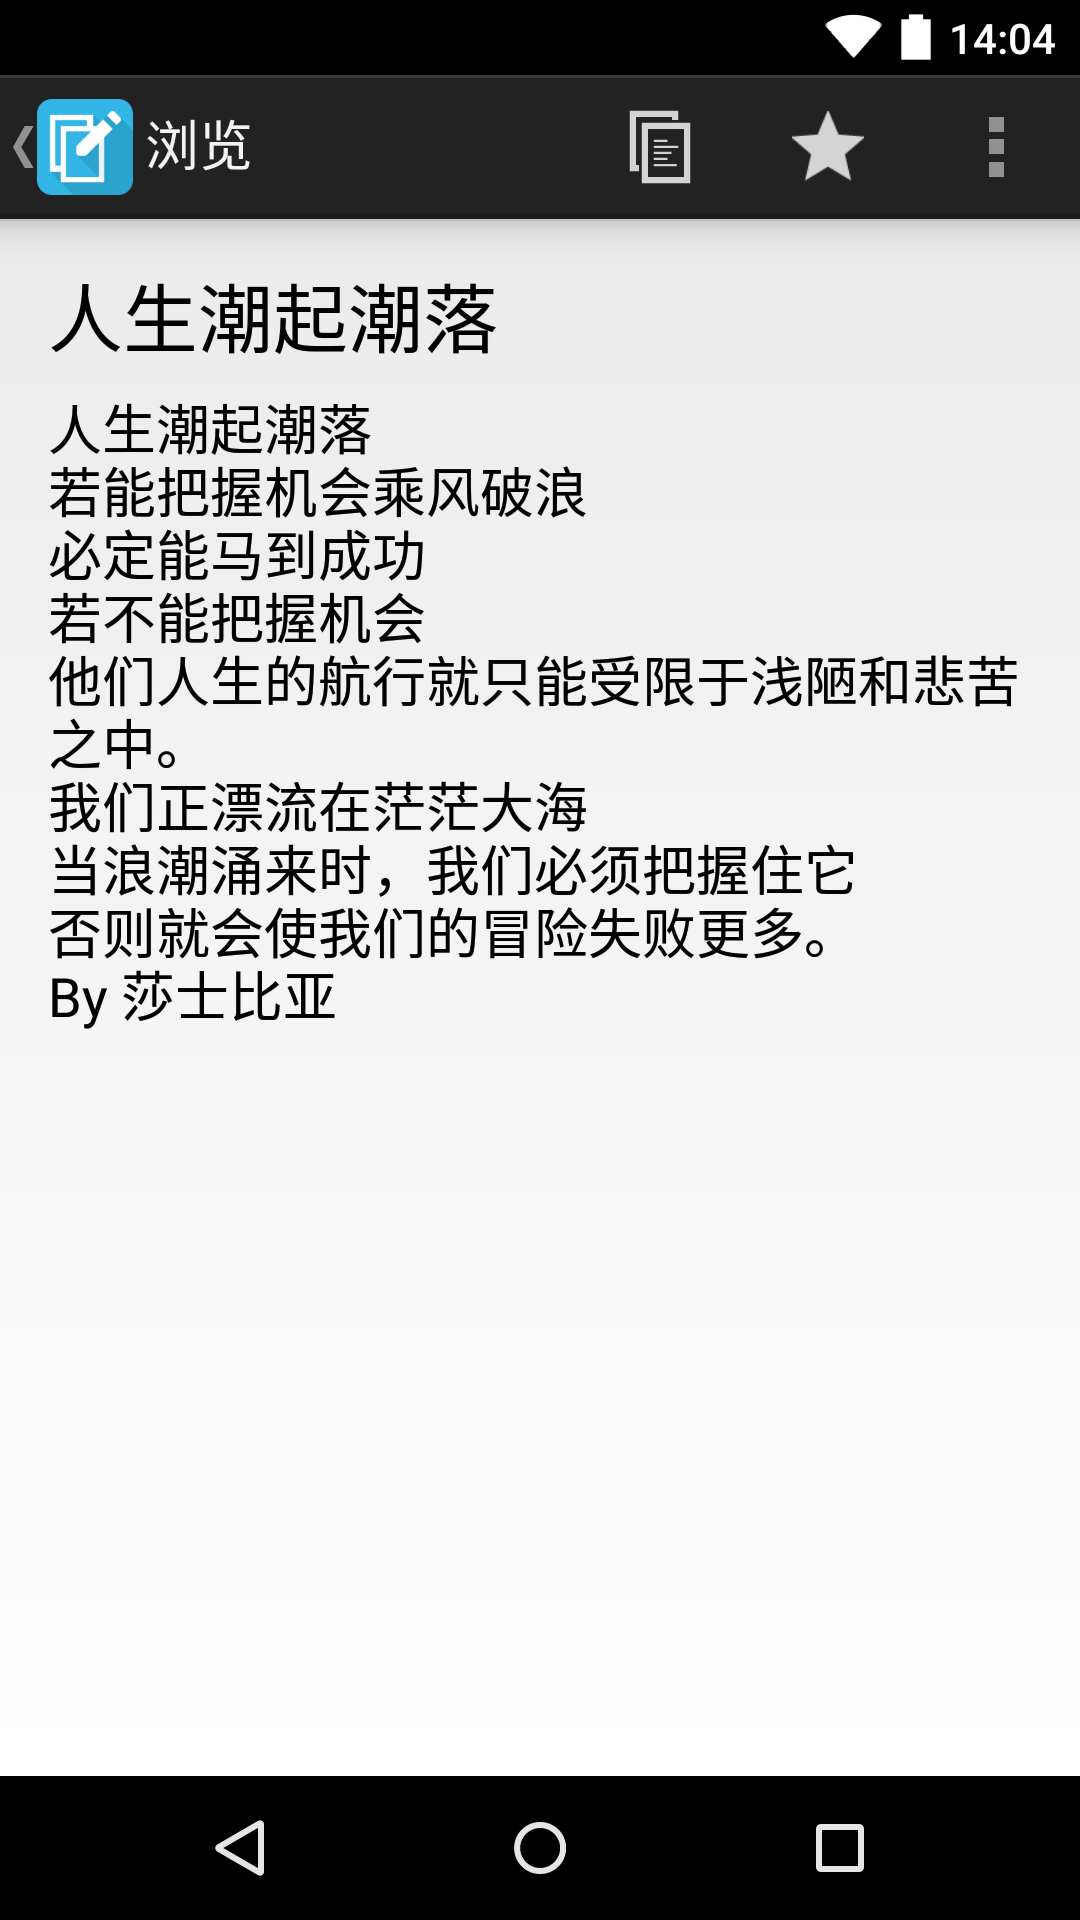 14:04
浏览
人生潮起潮落
人生潮起潮落
若能把握机会乘风破浪
必定能马到成功
若不能把握机会
他们人生的航行就只能受限于浅陋和悲苦
之中。
我们正漂流在茫茫大海
当浪潮涌来时，我们必须把握住它
否则就会使我们的冒险失败更多。
By 莎士比亚